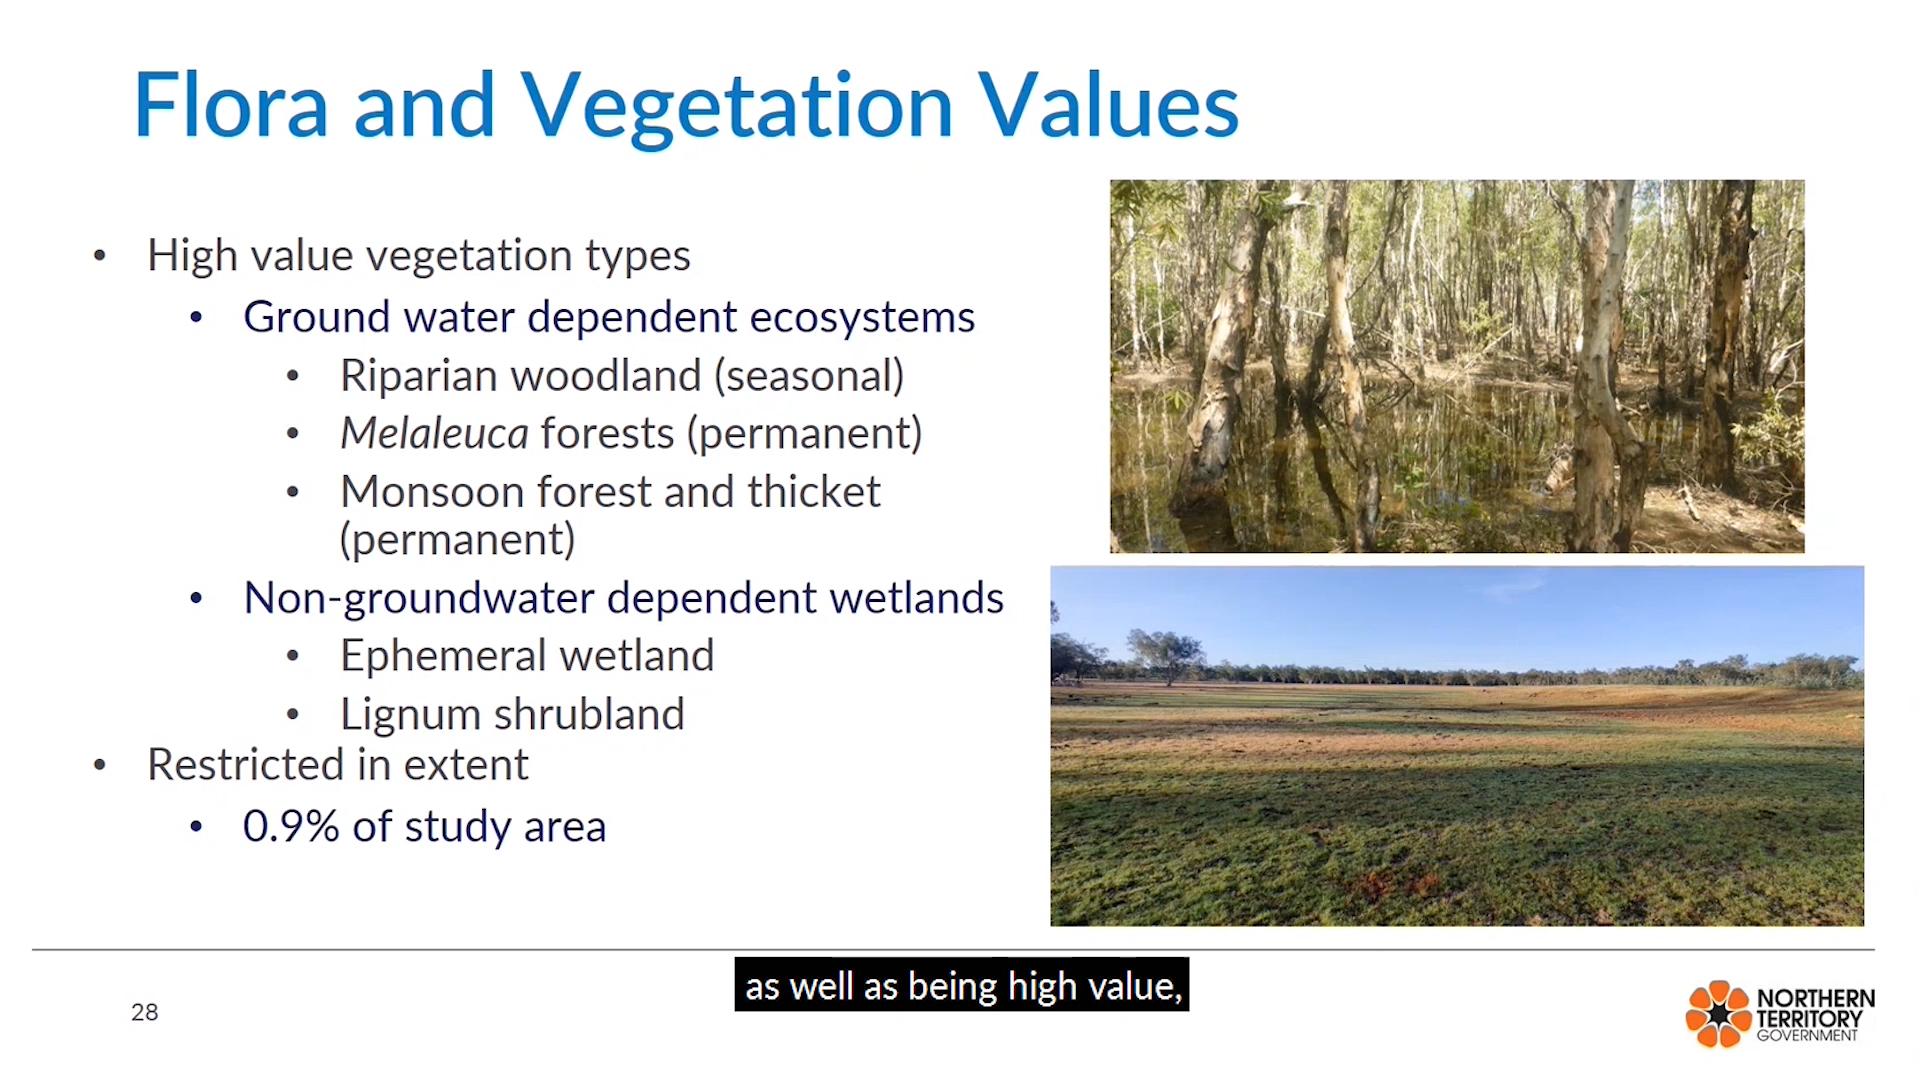 Flora and Vegetation Values
• High value vegetation types
• Ground water dependent ecosystems
• Riparian woodland (seasonal)
• Melaleuca forests (permanent)
• Monsoon forest and thicket
(permanent)
• Non-groundwater dependent wetlands
• Ephemeral wetland
• Lignum shrubland
• Restricted in extent
• 0.9% of study area
as well as being high value,
28
NORTHERN
TERRITORY
GOVERNMENT